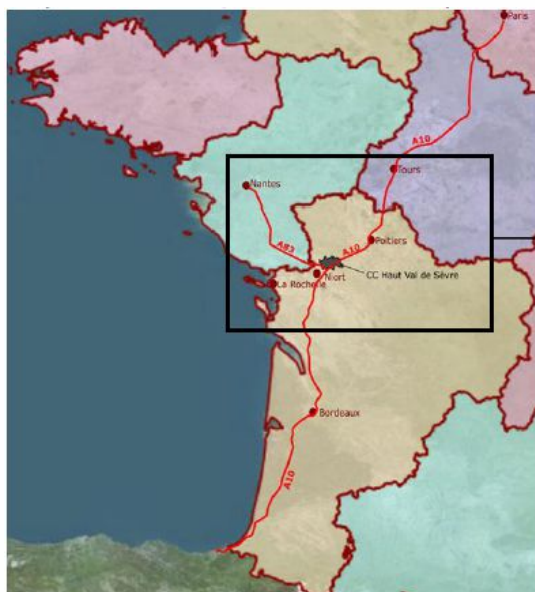 Paris
A10
Tours
Nantes
A83
A10
Poitiers
CC Haut Val de Sèvre
Niort
La Rochelle
Bordeaux
A10